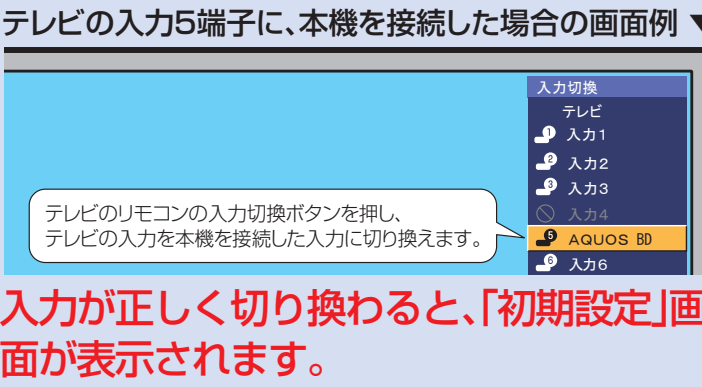 テレビの入力5端子に、本機を接続した場合の画面例 ▼
入力切換
テレビ
1 入力1
2 入力2
3 入力3
入力4
5 AQUOS BD
6 入力6
テレビのリモコンの入力切換ボタンを押し、
テレビの入力を本機を接続した入力に切り換えます。
入力が正しく切り換わると、「初期設定」画
面が表示されます。